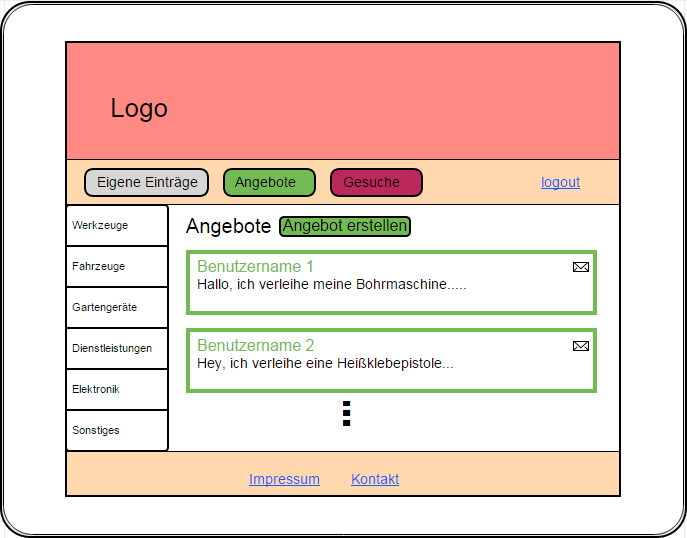 Logo
Eigene Einträge
Angebote
Gesuche
logout
Werkzeuge
Fahrzeuge
Gartengeräte
Dienstleistungen
Elektronik
Sonstiges
Angebote
Angebot erstellen
Benutzername 1
Hallo, ich verleihe meine Bohrmaschine.....
Benutzername 2
Hey, ich verleihe eine Heißklebepistole...
Impressum
Kontakt